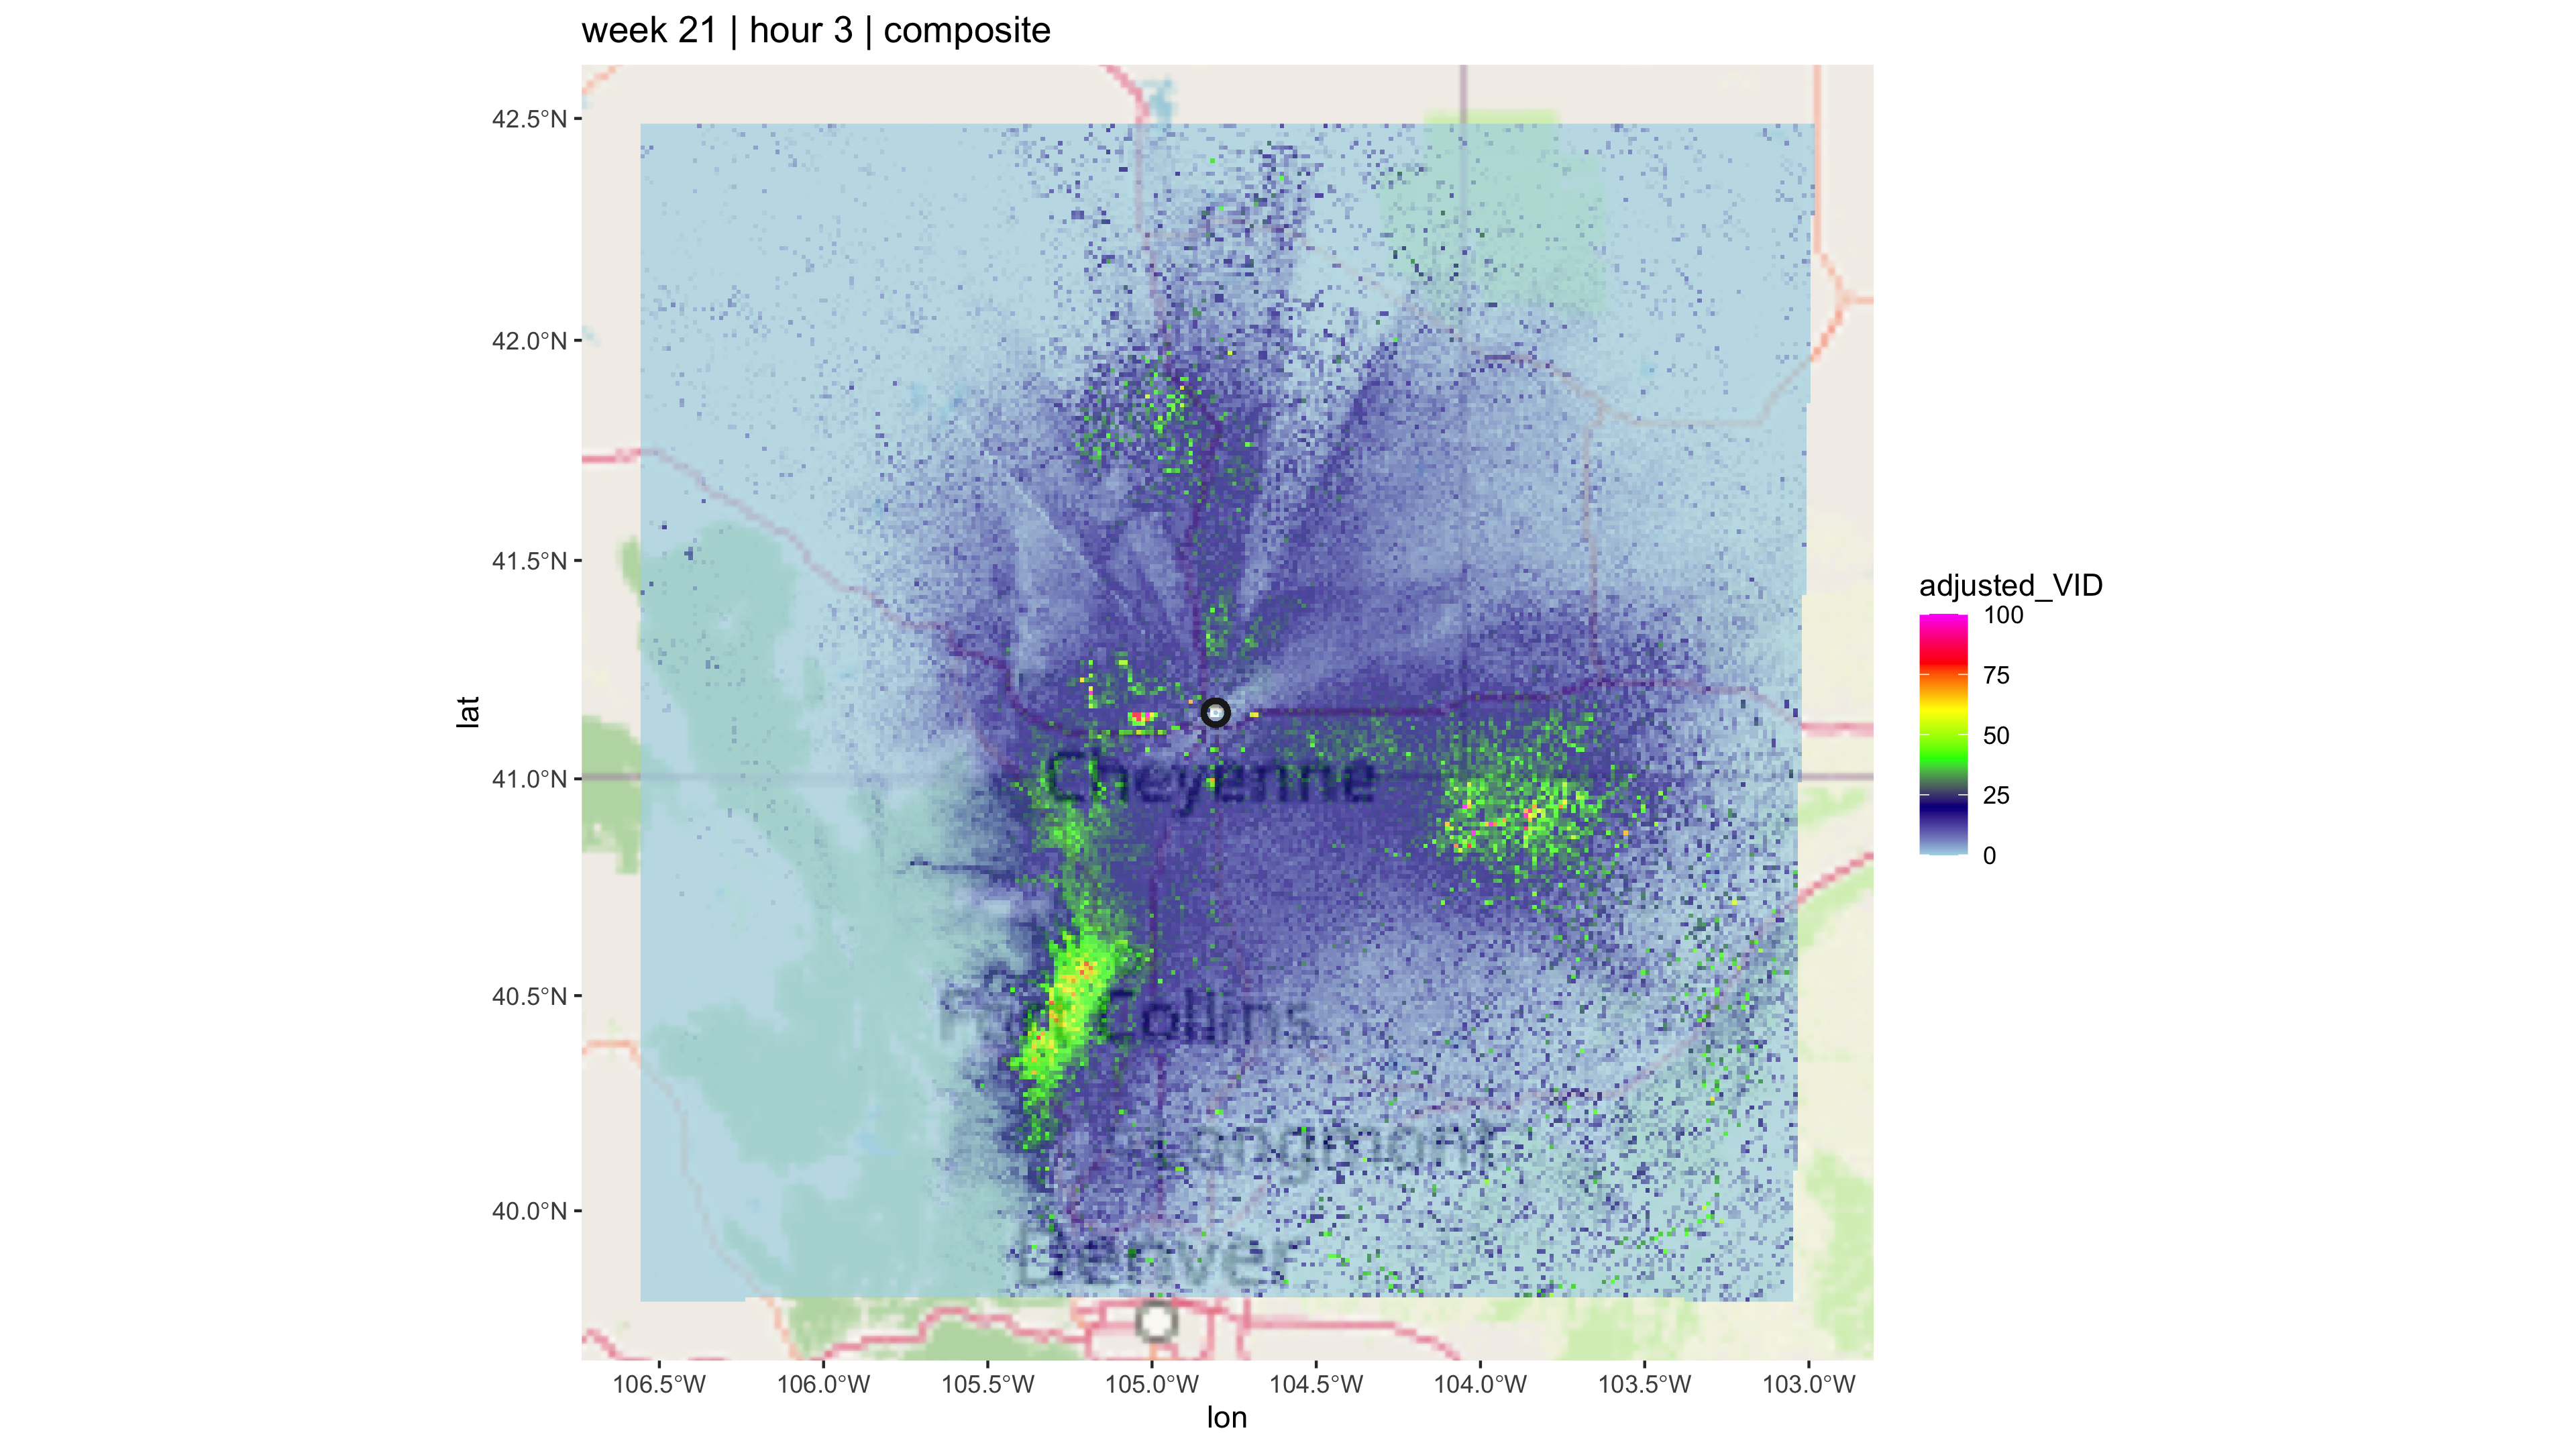 week 21 | hour 3 | composite
42.5°N
42.0°N
41.5°N
41.0°N
40.5°N
40.0°N
lat
Cheyenne
Fort Collins
Longmont
Denver
106.5°W 106.0°W 105.5°W 105.0°W 104.5°W 104.0°W 103.5°W 103.0°W
lon
adjusted_VID
100
75
50
25
0